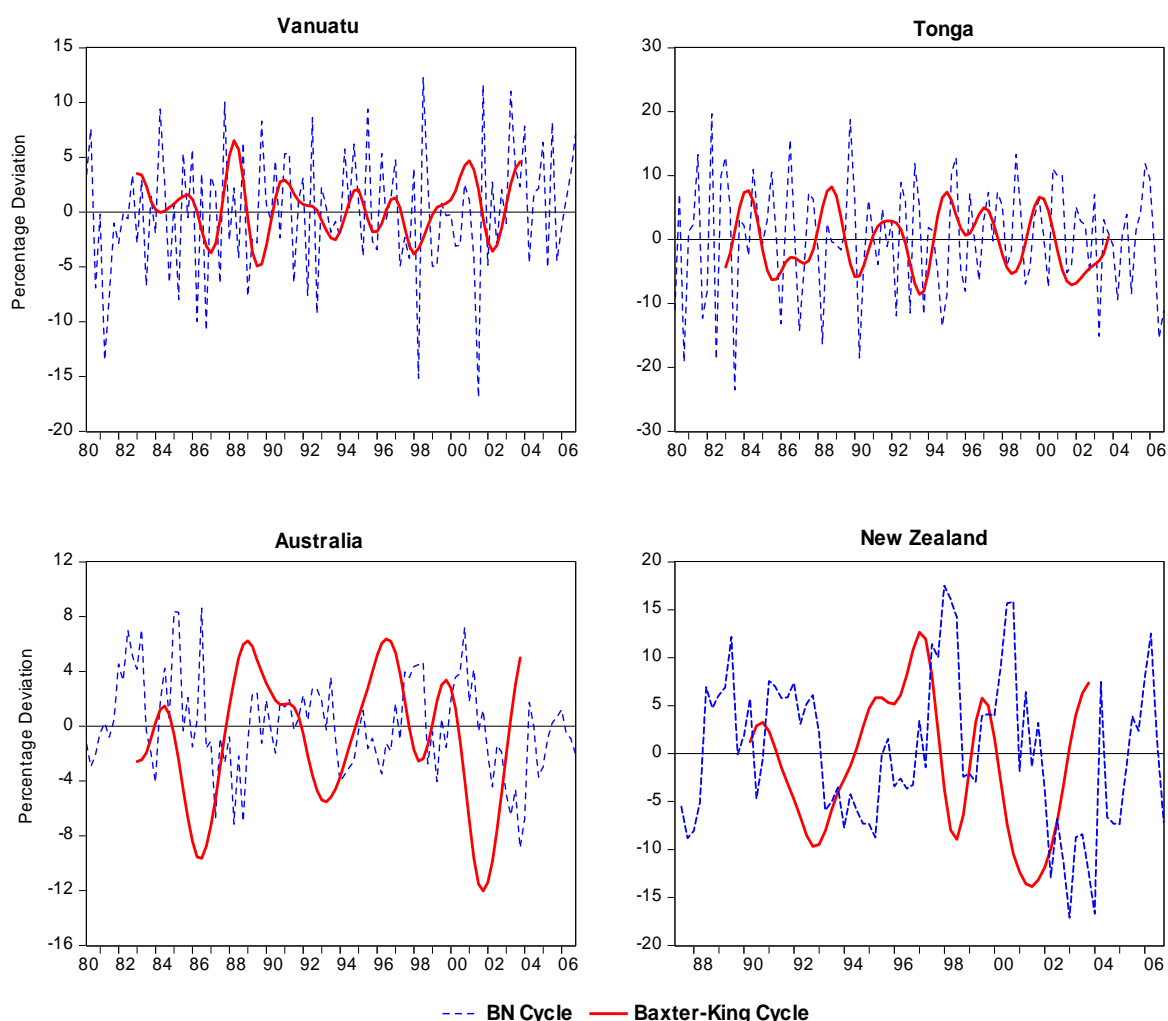 Vanuatu
15
10
5
0
-5
-10
-15
-20
Percentage Deviation
80 82 84 86 88 90 92 94 96 98 00 02 04 06
Tonga
30
20
10
0
-10
-20
-30
80 82 84 86 88 90 92 94 96 98 00 02 04 06
Australia
12
8
4
0
-4
-8
-12
-16
Percentage Deviation
80 82 84 86 88 90 92 94 96 98 00 02 04 06
New Zealand
20
15
10
5
0
-5
-10
-15
-20
88 90 92 94 96 98 00 02 04 06
BN Cycle Baxter-King Cycle